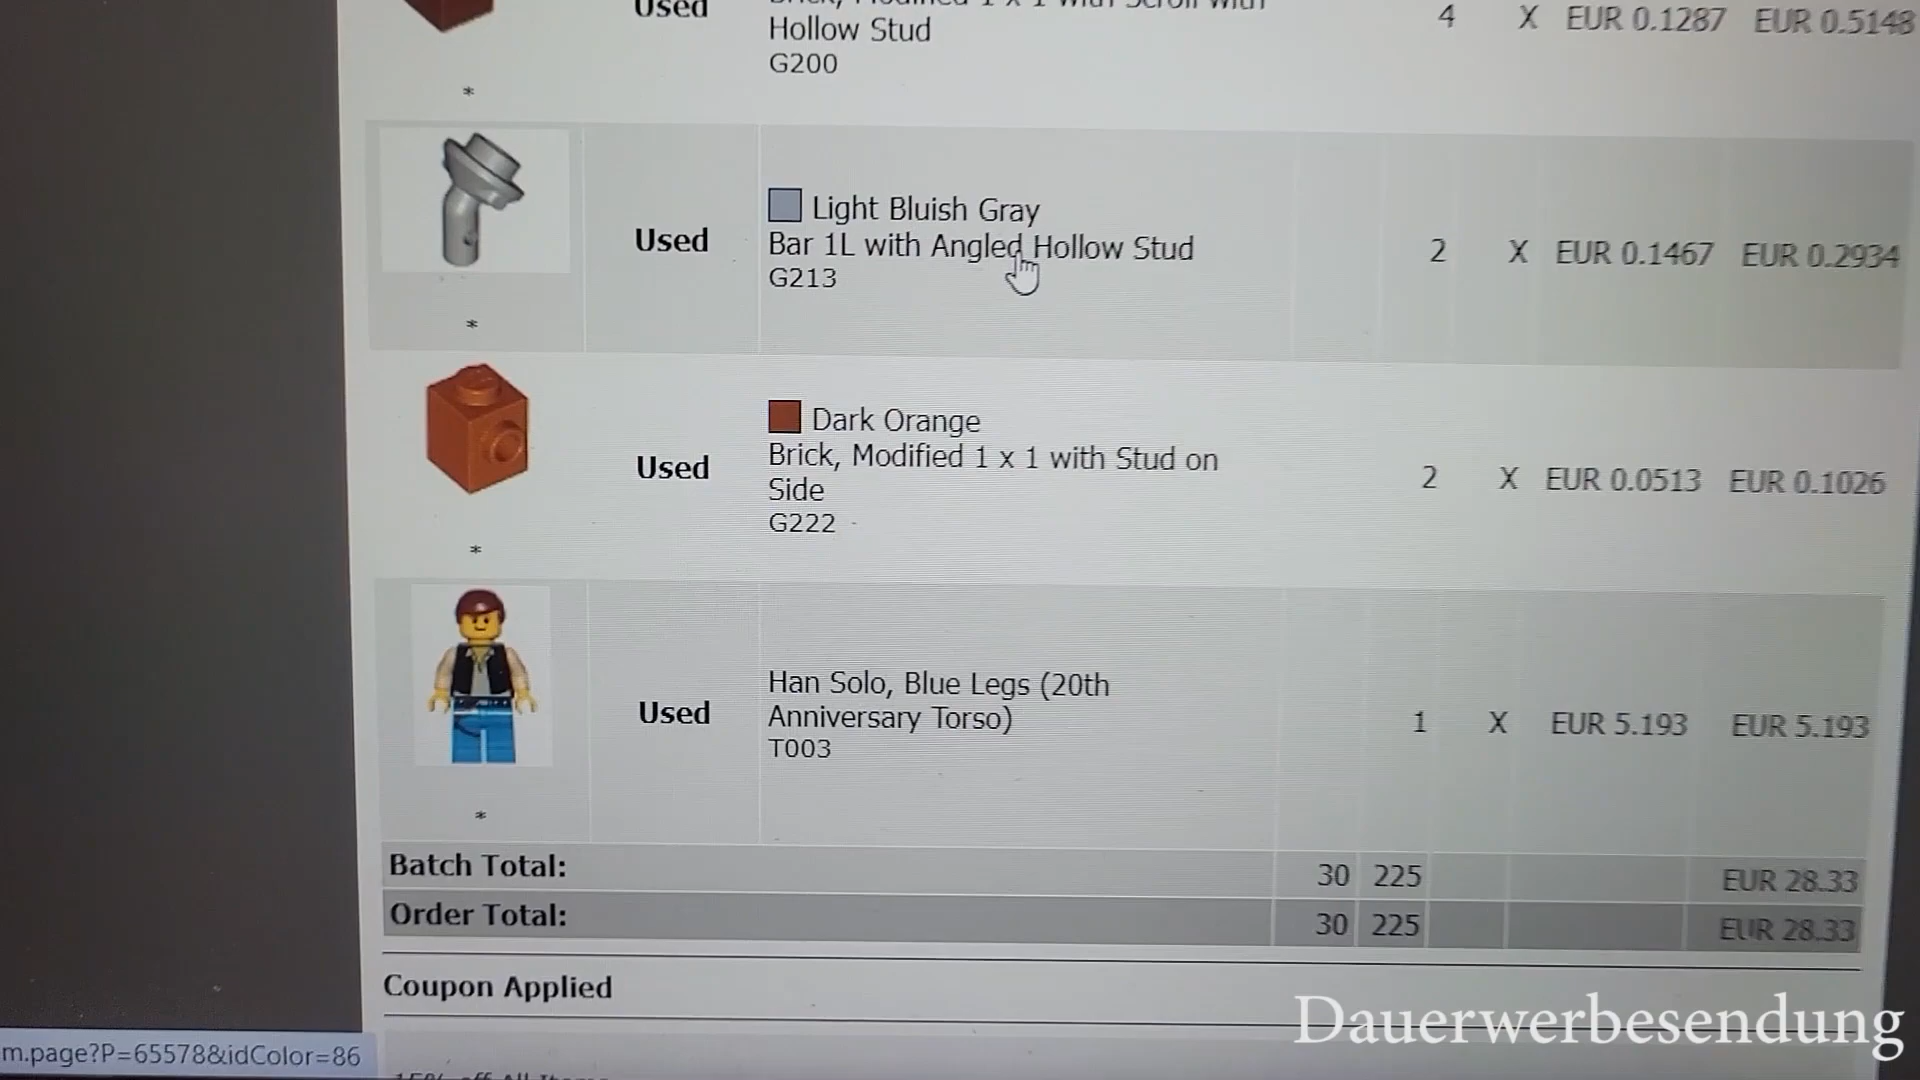 Used
Hollow Stud
G200
4 X EUR 0.1287 EUR 0.5148
*
Used
Light Bluish Gray
Bar 1L with Angled Hollow Stud
G213
2 X EUR 0.1467 EUR 0.2934
*
Used
Dark Orange
Brick, Modified 1 x 1 with Stud on
Side
G222
2 X EUR 0.0513 EUR 0.1026
*
Used
Han Solo, Blue Legs (20th
Anniversary Torso)
T003
1 X EUR 5.193 EUR 5.193
*
Batch Total: 30 225 EUR 28.33
Order Total: 30 225 EUR 28.33
Coupon Applied
Dauerwerbesendung
m.page?P=65578&idColor=86